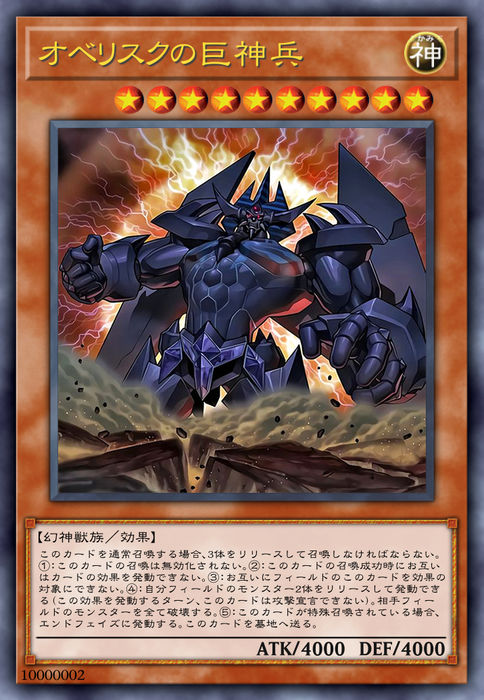 オベリスクの巨神兵
かみ
神
【幻神獣族／効果】
このカードを通常召喚する場合、3体をリリースして召喚しなければならない。
①:このカードの召喚は無効化されない。②:このカードの召喚成功時にお互い
はカードの効果を発動できない。③:お互いにフィールドのこのカードを効果の
対象にできない。④:自分フィールドのモンスター2体をリリースして発動でき
る(この効果を発動するターン、このカードは攻撃宣言できない)。相手フィー
ルドのモンスターを全て破壊する。⑤:このカードが特殊召喚されている場合、
エンドフェイズに発動する。このカードを墓地へ送る。
ATK/4000 DEF/4000
10000002